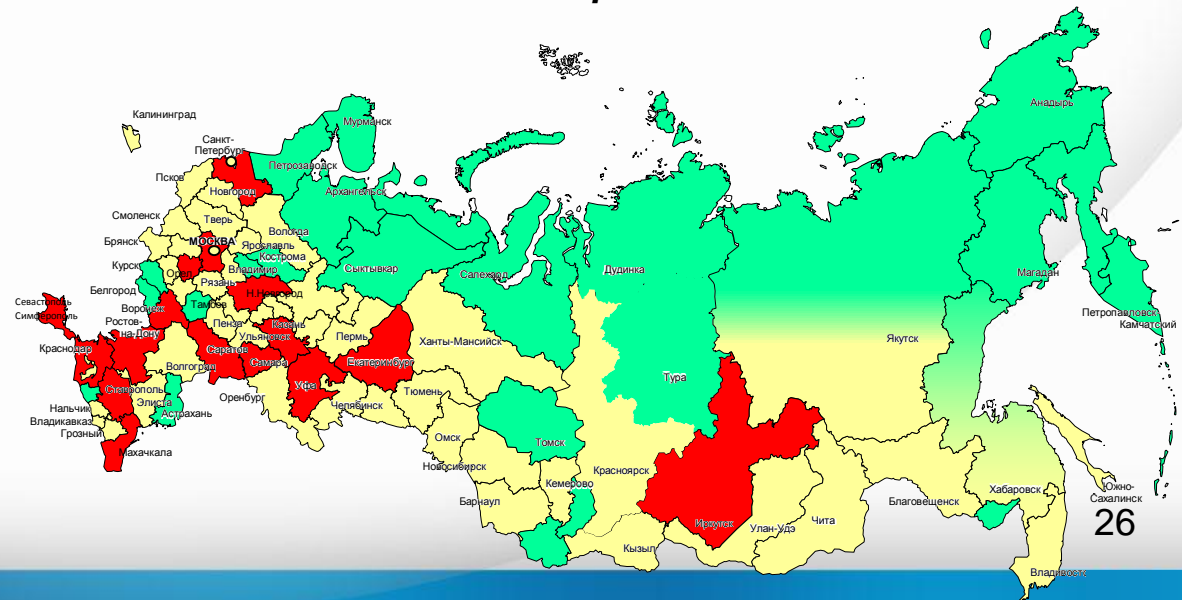 Калининград
Санкт-
Петербург
Мурманск
Петрозаводск
Псков
Новгород
Архангельск
Анадырь
Смоленск
Тверь
Вологда
Брянск
МОСКВА
Ярославль
Кострома
Курск
Орел
Владимир
Сыктывкар
Салехард
Дудинка
Магадан
Рязань
Белгород
Н.Новгород
Севастополь
Симферополь
Воронеж
Тамбов
Ростов-
на-Дону
Пенза
Казань
Ульяновск
Пермь
Ханты-Мансийск
Якутск
Петропавловск
Камчатский
Краснодар
Саратов
Самара
Екатеринбург
Волгоград
Уфа
Тура
Ставрополь
Элиста
Оренбург
Челябинск
Тюмень
Нальчик
Астрахань
Владикавказ
Грозный
Махачкала
Омск
Томск
Новосибирск
Кемерово
Красноярск
Барнаул
Иркутск
Улан-Удэ
Чита
Благовещенск
Хабаровск
Южно-
Сахалинск
26
Кызыл
Владивосток